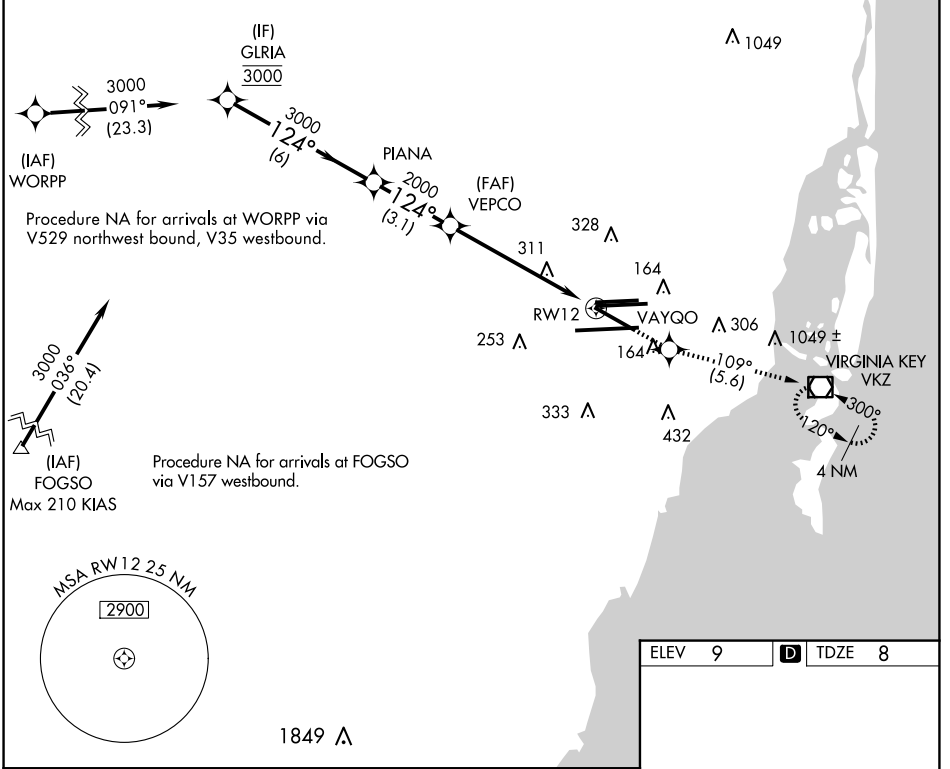 (IF)
GLRIA
3000
1049
3000
091°
(23.3)
(IAF)
WORPP
3000
124°
(6)
PIANA
2000
124°
(3.1)
(FAF)
VEPCO
Procedure NA for arrivals at WORPP via
V529 northwest bound, V35 westbound.
311
328
164
RW12
VAYQO
306
1049 ±
253
164
109°
(5.6)
VIRGINIA KEY
VKZ
300°
120°
4 NM
333
432
3000
036°
(20.4)
(IAF)
FOGSO
Max 210 KIAS
Procedure NA for arrivals at FOGSO
via V157 westbound.
MSA RW12 25 NM
2900
1849
ELEV 9 D TDZE 8